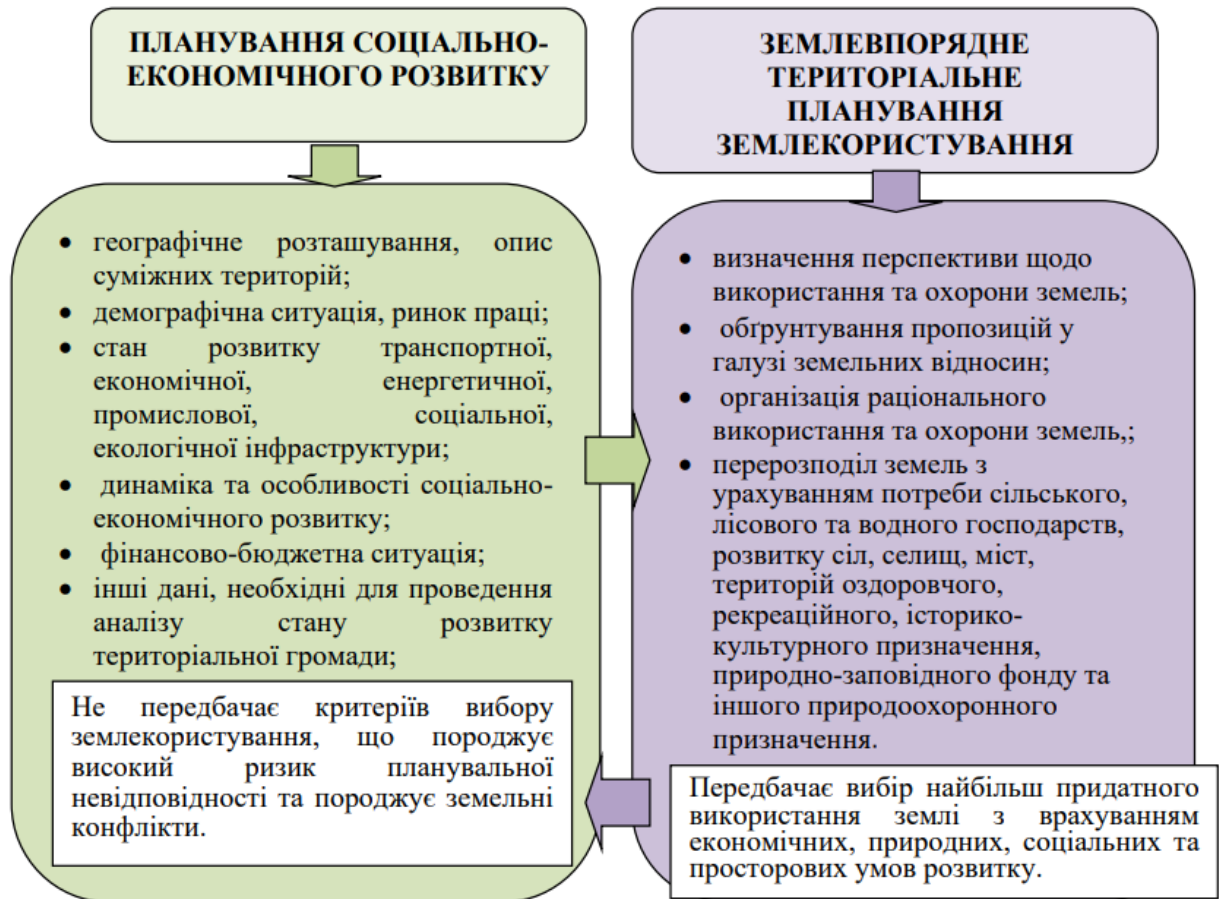 ПЛАНУВАННЯ СОЦІАЛЬНО-
ЕКОНОМІЧНОГО РОЗВИТКУ
• географічне розташування, опис
суміжних територій;
• демографічна ситуація, ринок праці;
• стан розвитку транспортної,
економічної, енергетичної,
промислової, соціальної,
екологічної інфраструктури;
• динаміка та особливості соціально-
економічного розвитку;
• фінансово-бюджетна ситуація;
• інші дані, необхідні для проведення
аналізу стану розвитку
територіальної громади;
Не передбачає критеріїв вибору
землекористування, що породжує
високий ризик планувальної
невідповідності та породжує земельні
конфлікти.
ЗЕМЛЕВПОРЯДНЕ
ТЕРИТОРІАЛЬНЕ
ПЛАНУВАННЯ
ЗЕМЛЕКОРИСТУВАННЯ
• визначення перспективи щодо
використання та охорони земель;
• обґрунтування пропозицій у
галузі земельних відносин;
• організація раціонального
використання та охорони земель,;
• перерозподіл земель з
урахуванням потреби сільського,
лісового та водного господарств,
розвитку сіл, селищ, міст,
територій оздоровчого,
рекреаційного, історико-
культурного призначення,
природно-заповідного фонду та
іншого природоохоронного
призначення.
Передбачає вибір найбільш придатного
використання землі з врахуванням
економічних, природних, соціальних та
просторових умов розвитку.